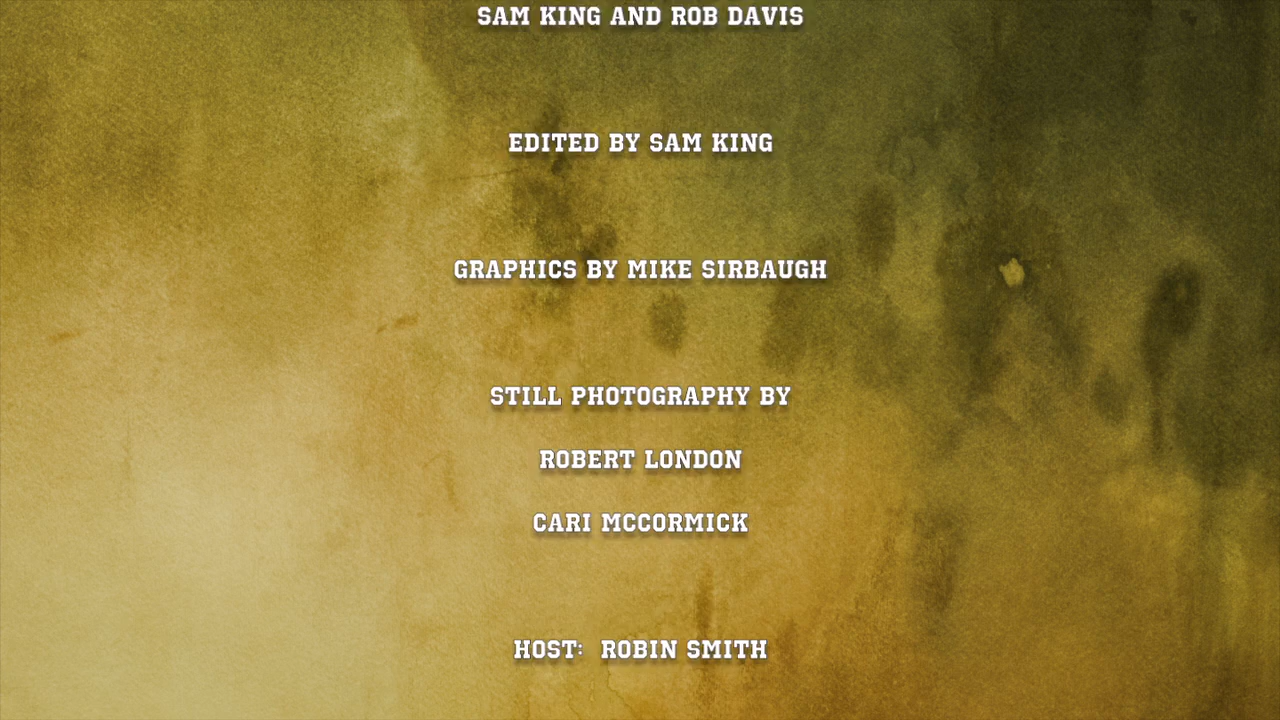 SAM KING AND ROB DAVIS
EDITED BY SAM KING
GRAPHICS BY MIKE SIRBAUGH
STILL PHOTOGRAPHY BY
ROBERT LONDON
CARI MCCORMICK
HOST: ROBIN SMITH